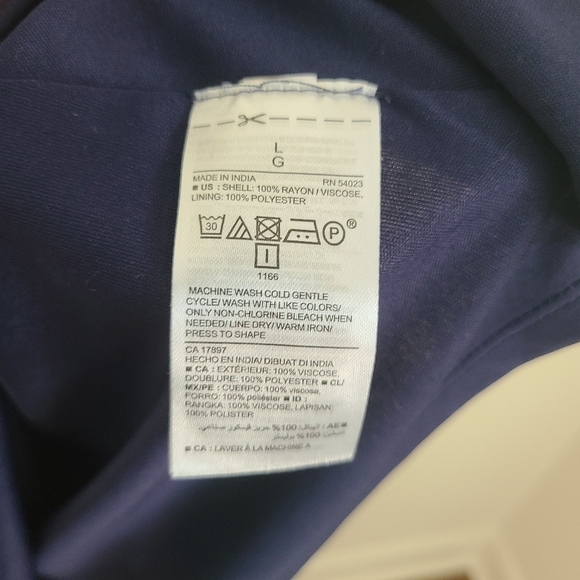 L
G
MADE IN INDIA RN 54023
■ US : SHELL: 100% RAYON / VISCOSE,
LINING: 100% POLYESTER
30 P ®
I
1166
MACHINE WASH COLD GENTLE
CYCLE/ WASH WITH LIKE COLORS/
ONLY NON-CHLORINE BLEACH WHEN
NEEDED/ LINE DRY/ WARM IRON/
PRESS TO SHAPE
CA 17897
HECHO EN INDIA/ DIBUAT DI INDIA
■ CA : EXTÉRIEUR: 100% VISCOSE,
DOUBLURE: 100% POLYESTER ■ CL/
MX/PE : CUERPO: 100% viscosa,
FORRO: 100% poliéster ■ ID :
RANGKA: 100% VISCOSE, LAPISAN:
100% POLISTER
■ CA : LAVER À LA MACHINE À